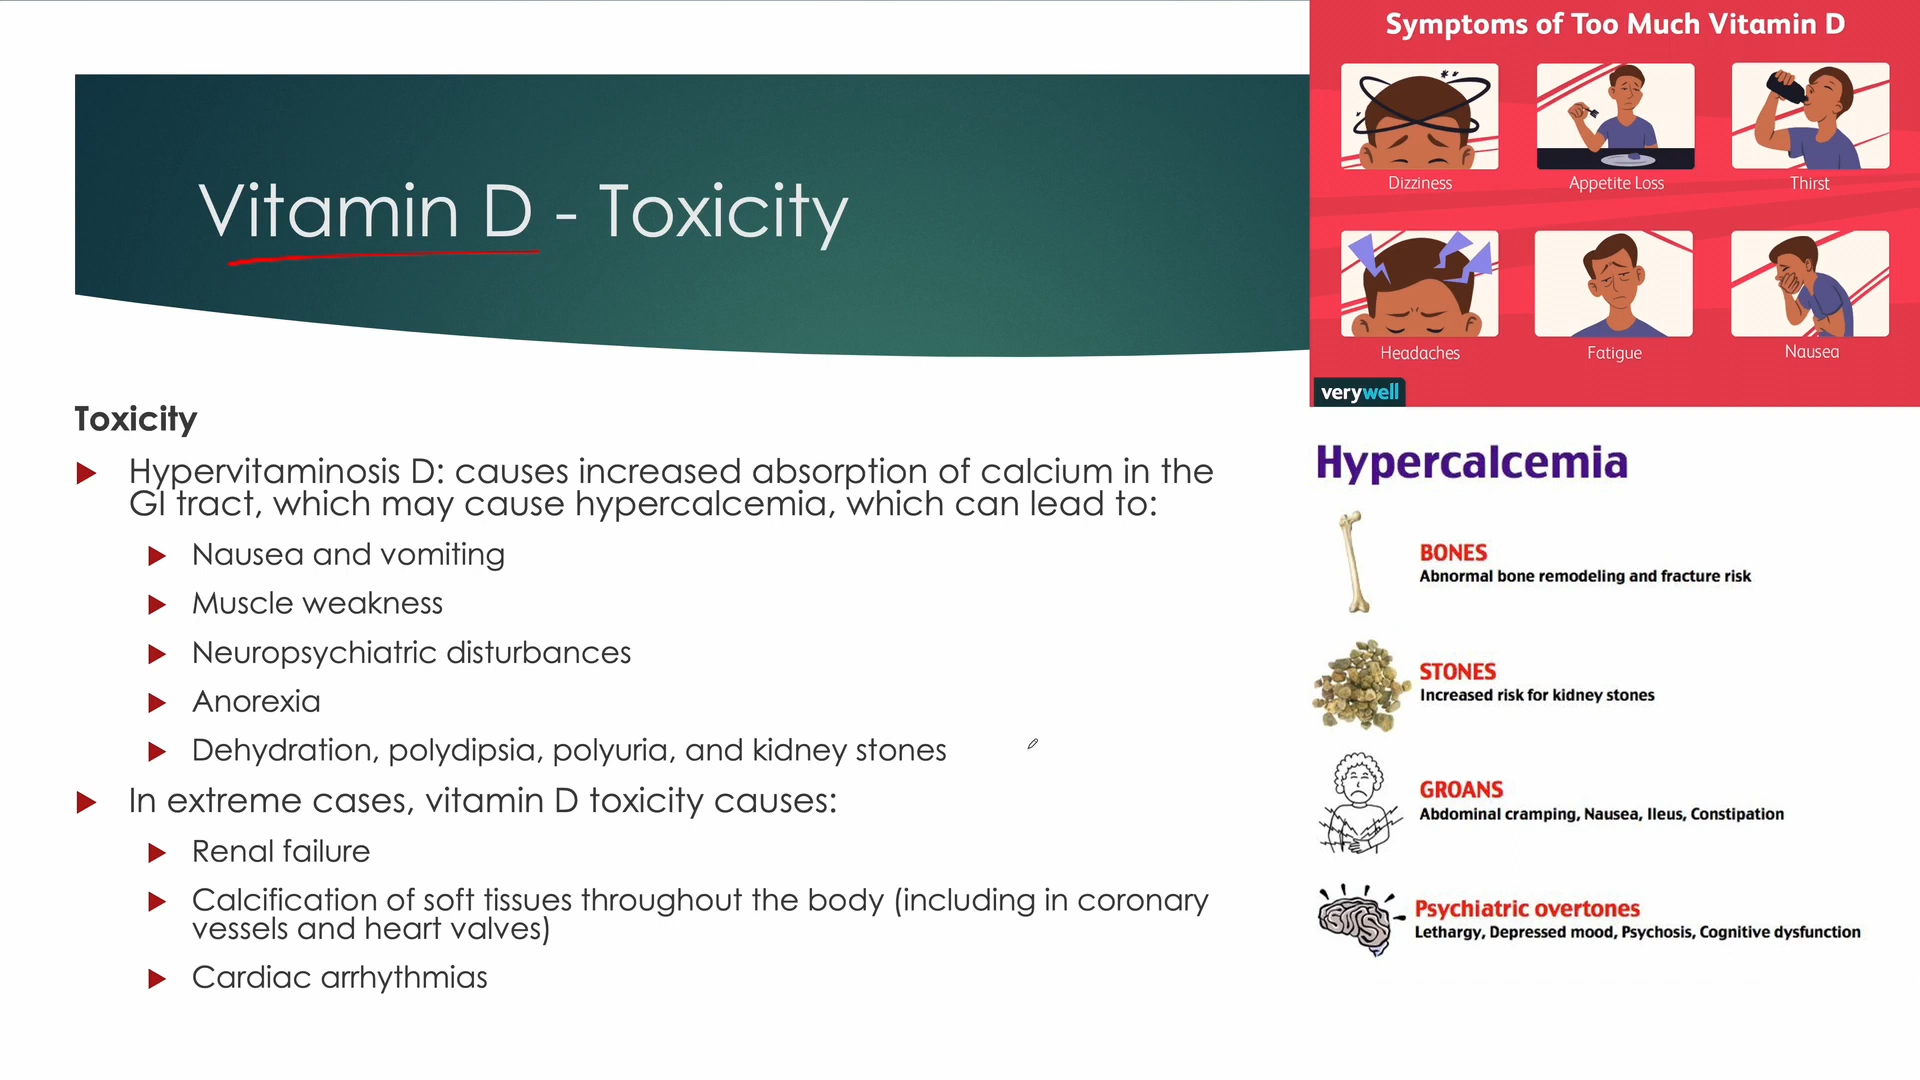 Vitamin D - Toxicity
Toxicity
Hypervitaminosis D: causes increased absorption of calcium in the
GI tract, which may cause hypercalcemia, which can lead to:
Nausea and vomiting
Muscle weakness
Neuropsychiatric disturbances
Anorexia
Dehydration, polydipsia, polyuria, and kidney stones
In extreme cases, vitamin D toxicity causes:
Renal failure
Calcification of soft tissues throughout the body (including in coronary
vessels and heart valves)
Cardiac arrhythmias
Symptoms of Too Much Vitamin D
Dizziness
Appetite Loss
Thirst
Headaches
Fatigue
Nausea
verywell
Hypercalcemia
BONES
Abnormal bone remodeling and fracture risk
STONES
Increased risk for kidney stones
GROANS
Abdominal cramping, Nausea, Ileus, Constipation
Psychiatric overtones
Lethargy, Depressed mood, Psychosis, Cognitive dysfunction